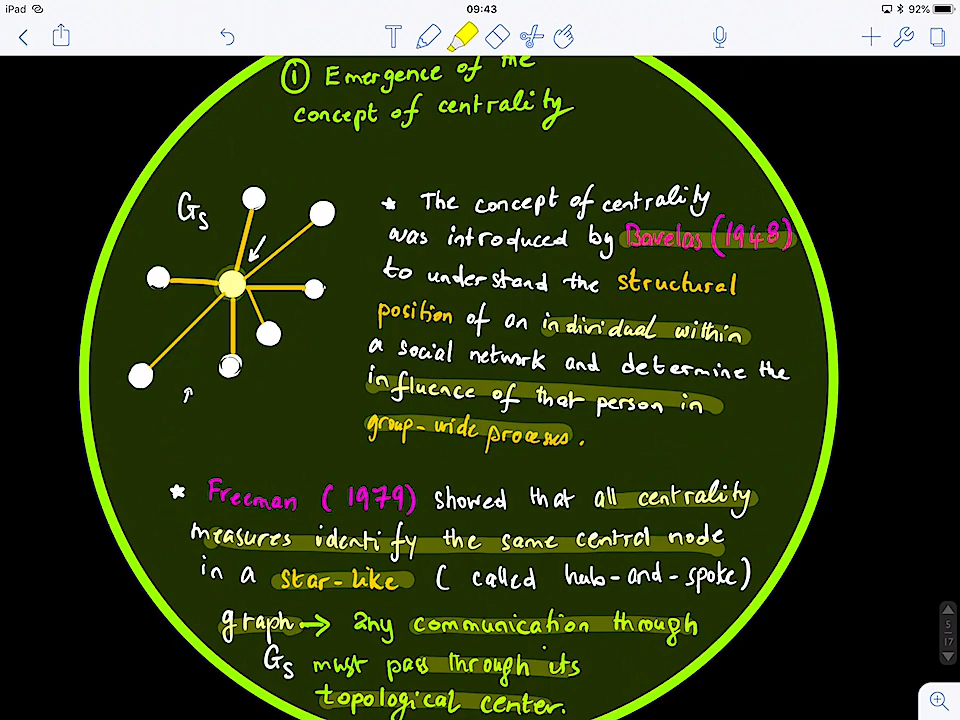 iPad
09:43
92%
① Emergence of the
concept of centrality
Gs
* The concept of centrality
was introduced by Bavelas (1948)
to understand the structural
position of an individual within
a social network and determine the
influence of that person in
group-wide processes.
* Freeman (1979) showed that all centrality
measures identify the same central node
in a star-like (called hub-and-spoke)
graph → any communication through
Gs must pass through its
topological center.
5
17